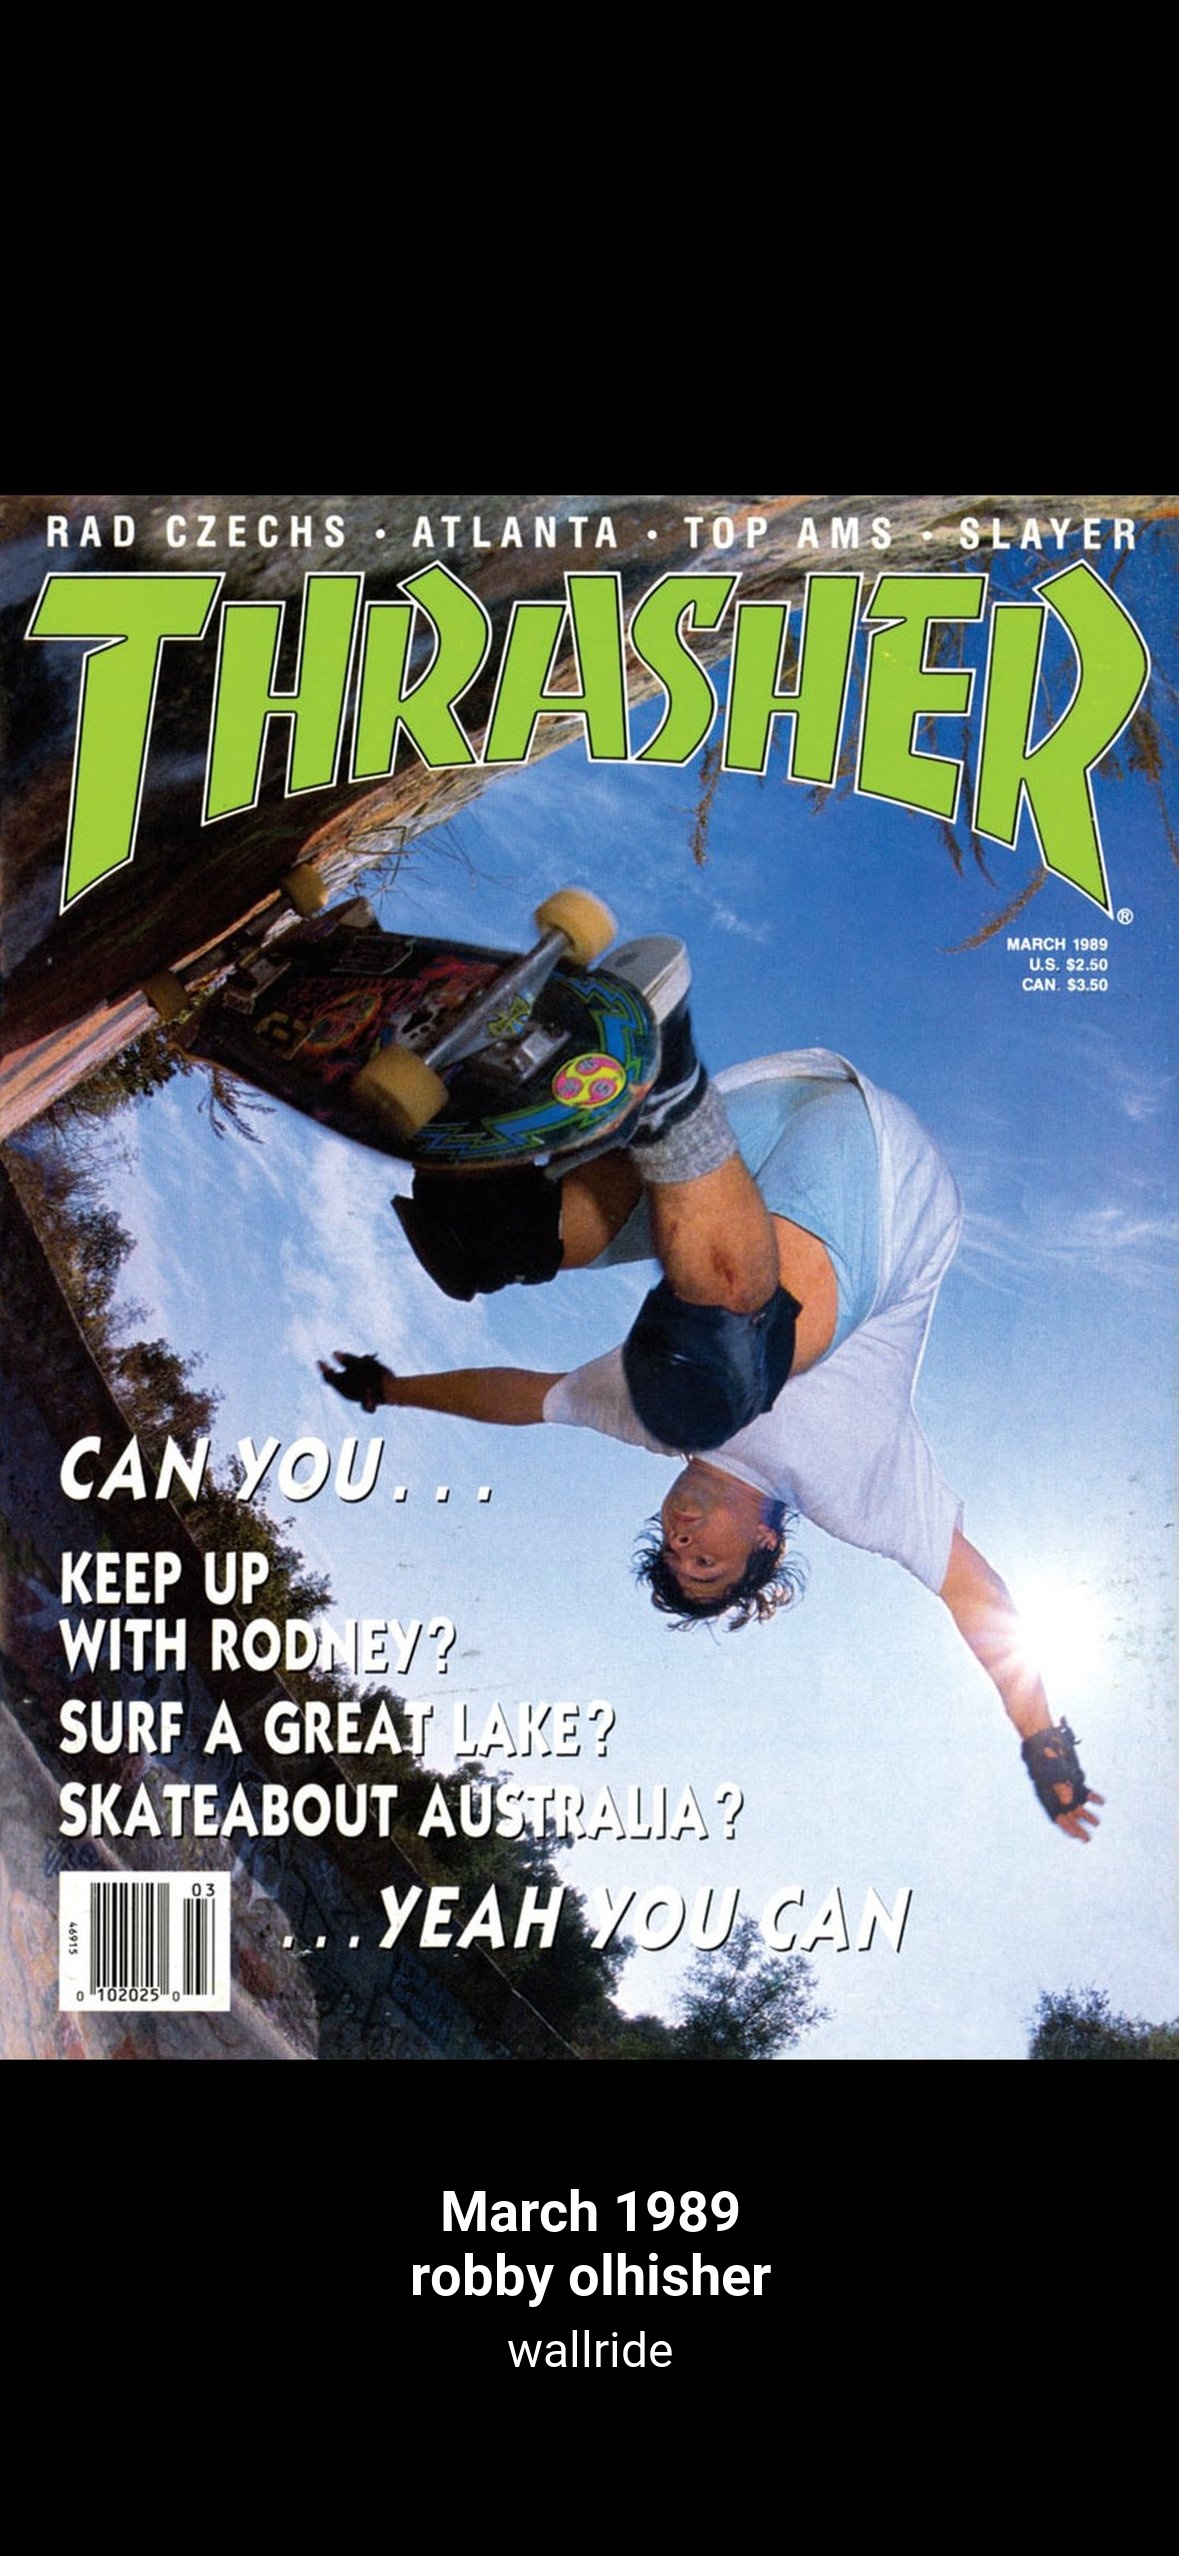 RAD CZECHS • ATLANTA • TOP AMS • SLAYER
THRASHER®
MARCH 1989
U.S. $2.50
CAN. $3.50
CAN YOU...
KEEP UP
WITH RODNEY?
SURF A GREAT LAKE?
SKATEABOUT AUSTRALIA?
...YEAH YOU CAN
03
46915
0 102025 0
March 1989
robby olhisher
wallride